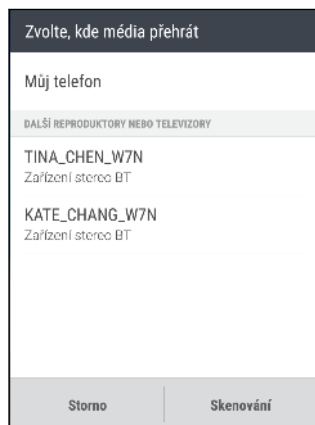 Zvolte, kde média přehrát
Můj telefon
DALŠÍ REPRODUKTORY NEBO TELEVIZORY
TINA_CHEN_W7N
Zařízení stereo BT
KATE_CHANG_W7N
Zařízení stereo BT
Storno
Skenování